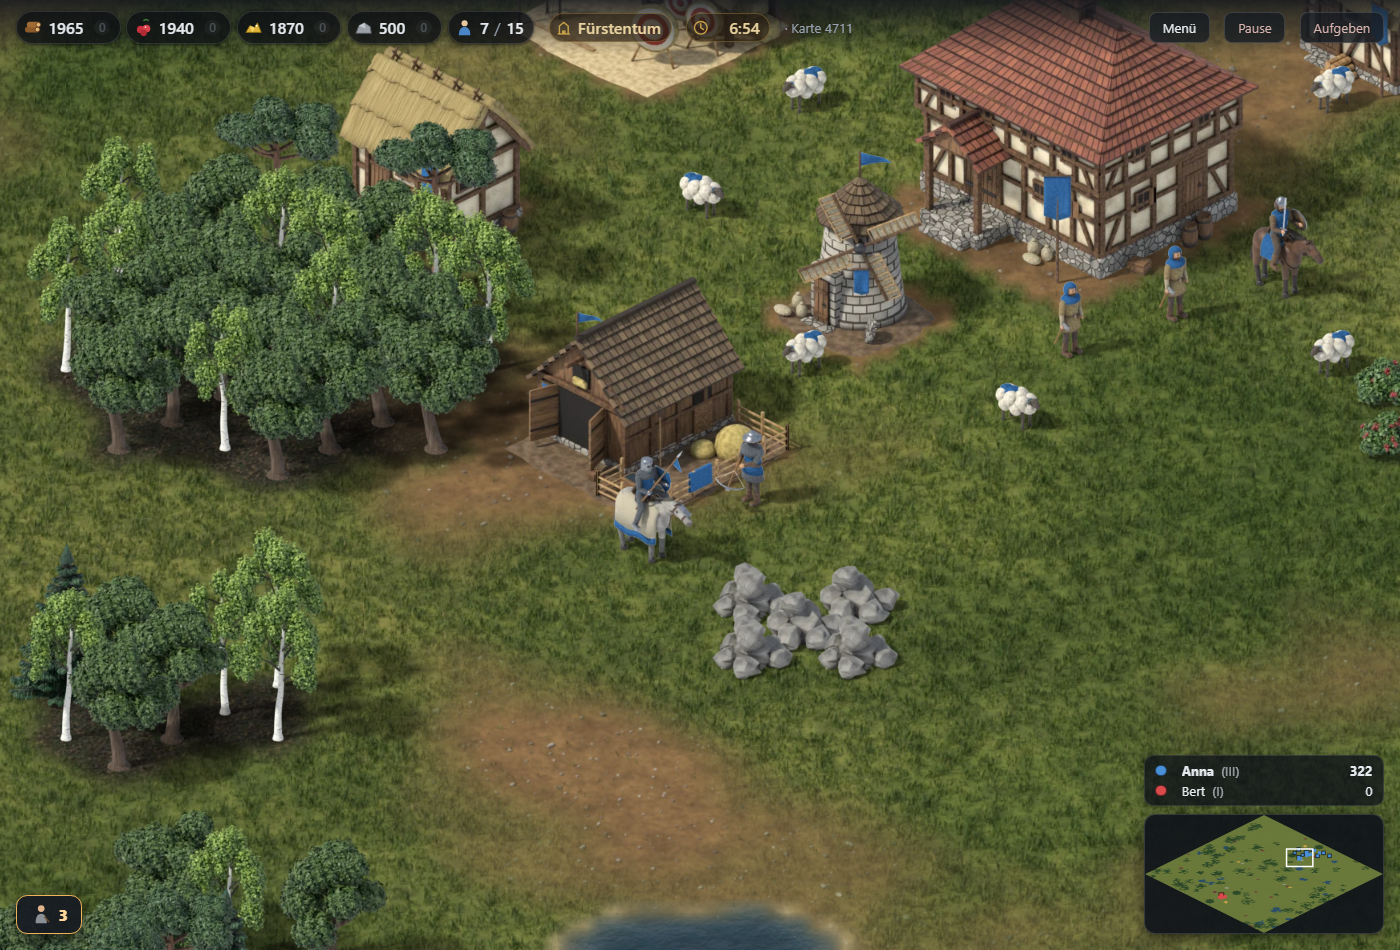 1965 0 1940 0 1870 0 500 0 7 / 15 Fürstentum 6:54 · Karte 4711 Menü Pause Aufgeben
Anna (III) 322
Bert (I) 0
3